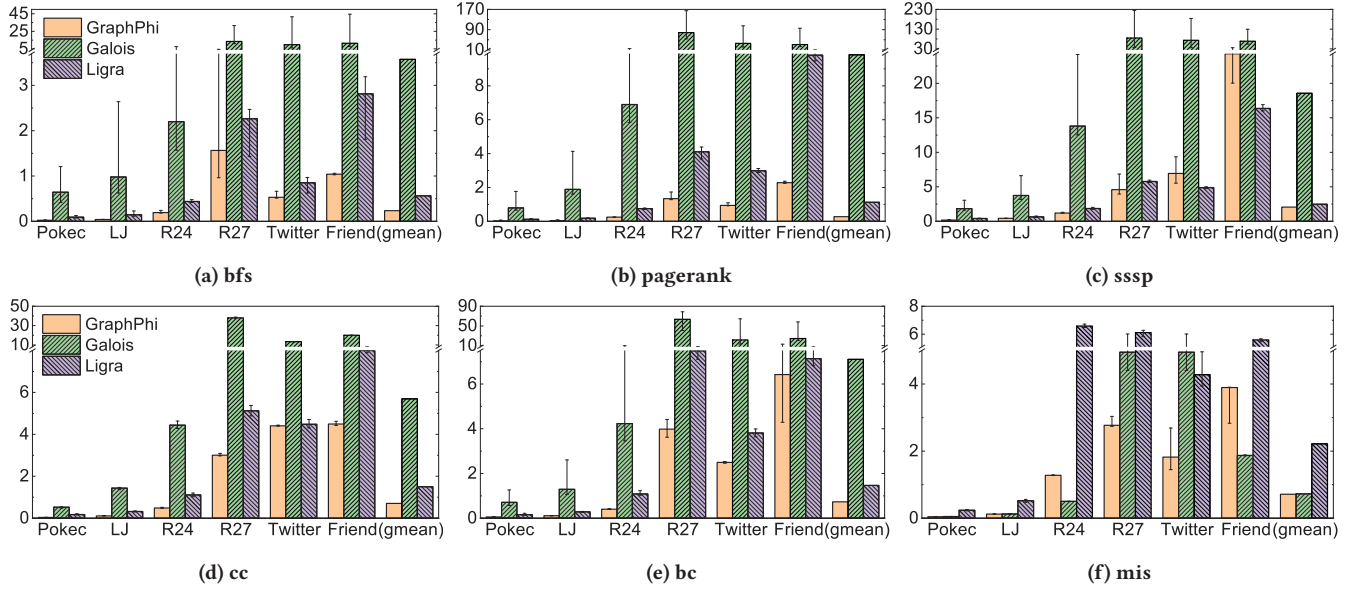 45
25
5
3
2
1
0
GraphPhi
Galois
Ligra
Pokec LJ R24 R27 Twitter Friend(gmean)
(a) bfs
170
90
10
8
6
4
2
0
Pokec LJ R24 R27 Twitter Friend(gmean)
(b) pagerank
230
130
30
20
15
10
5
0
Pokec LJ R24 R27 Twitter Friend(gmean)
(c) sssp
50
30
10
6
4
2
0
GraphPhi
Galois
Ligra
Pokec LJ R24 R27 Twitter Friend(gmean)
(d) cc
90
50
10
6
4
2
0
Pokec LJ R24 R27 Twitter Friend(gmean)
(e) bc
8
6
4
2
0
Pokec LJ R24 R27 Twitter Friend(gmean)
(f) mis